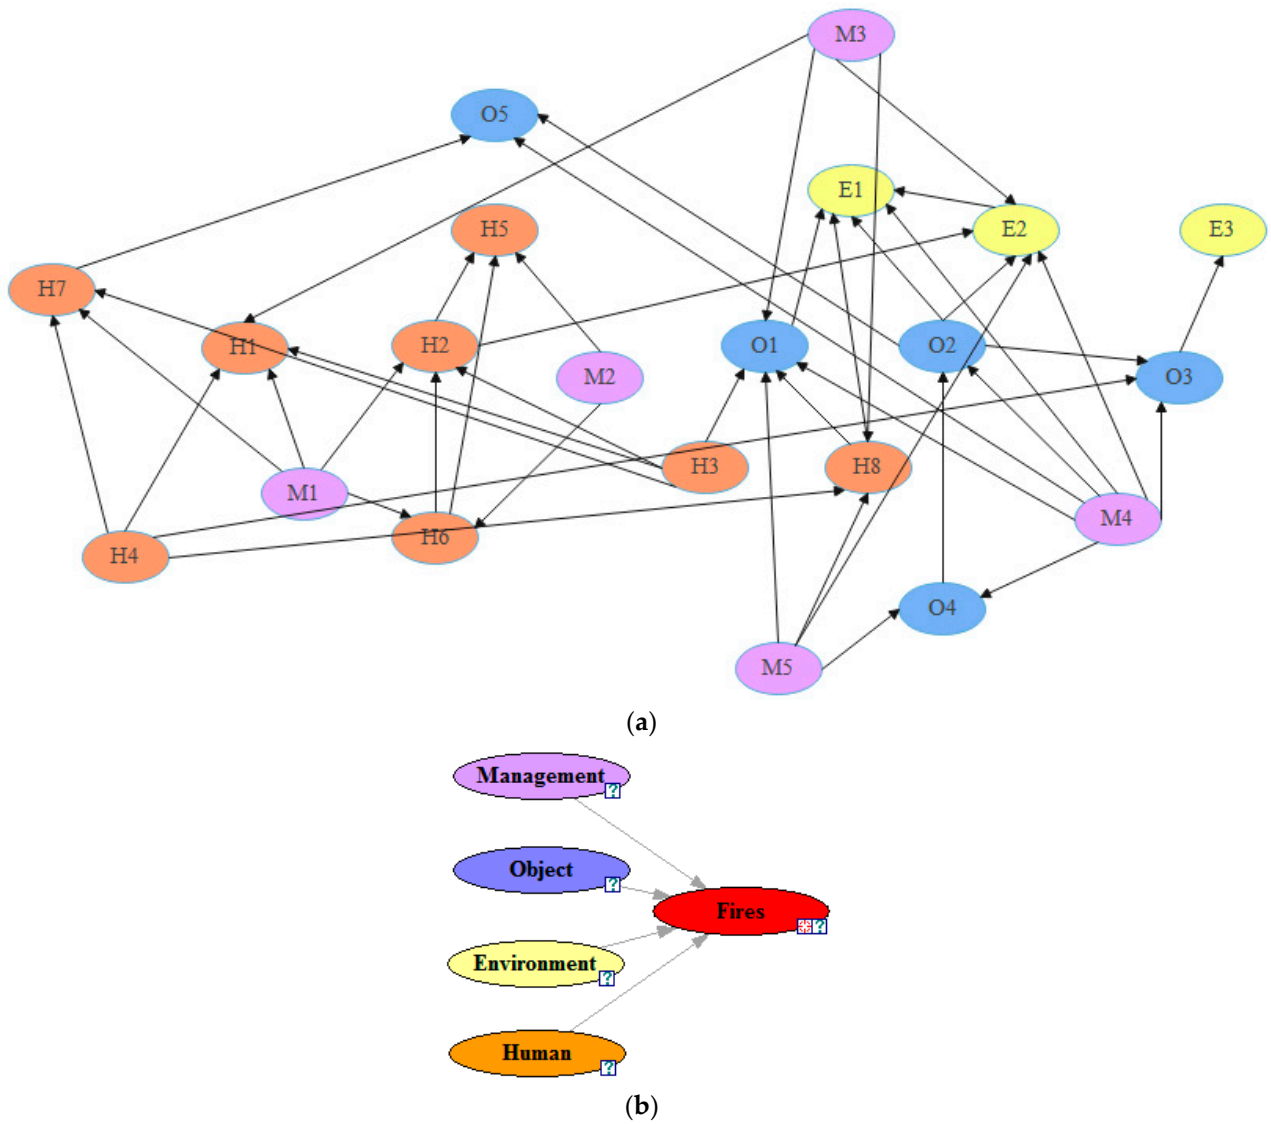 M3
O5
E1
H5
E2
E3
H7
H1
H2
O1
O2
M2
O3
H3
H8
M1
M4
H6
H4
O4
M5
(a)
Management
?
Object
?
Fires
?
Environment
?
Human
?
(b)